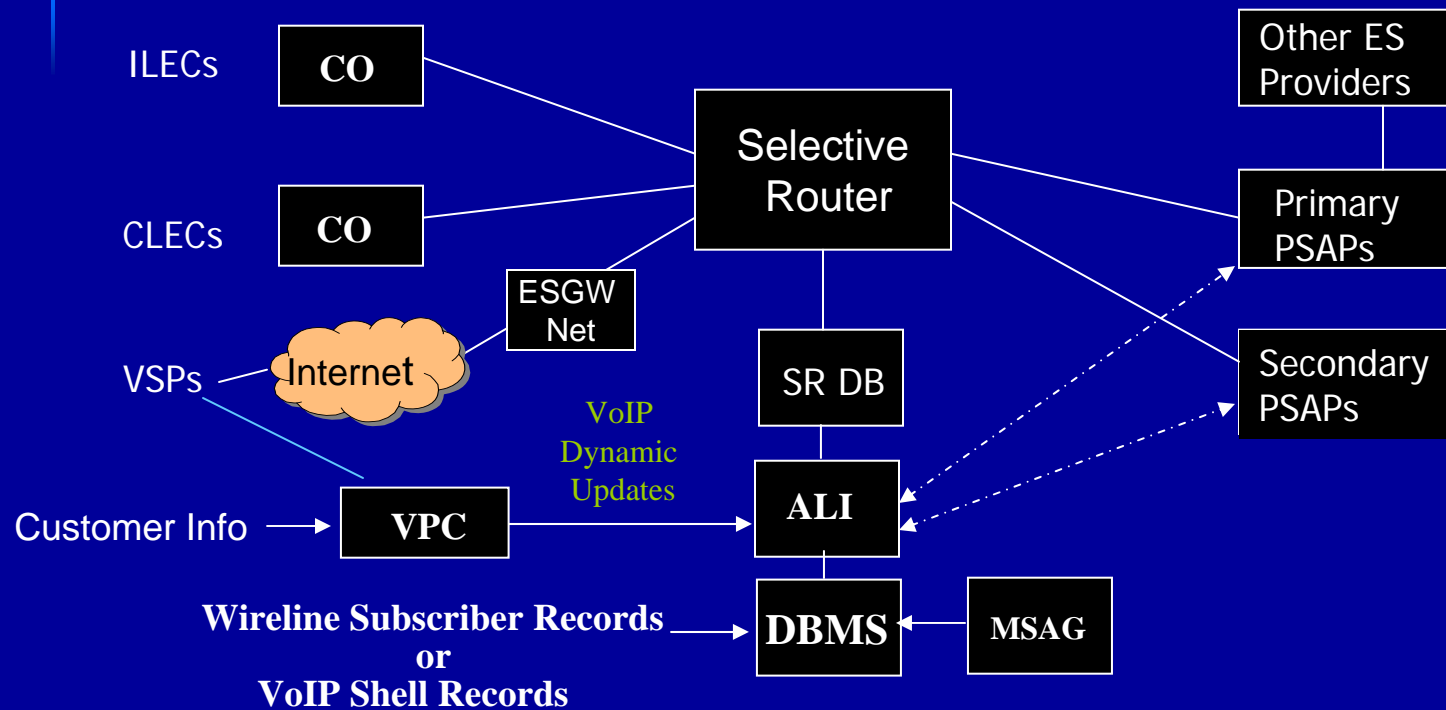 ILECs
CO
Other ES
Providers
Selective
Router
CLECs
CO
Primary
PSAPs
ESGW
Net
VSPs
Internet
SR DB
Secondary
PSAPs
VoIP
Dynamic
Updates
Customer Info
VPC
ALI
Wireline Subscriber Records
or
VoIP Shell Records
DBMS
MSAG